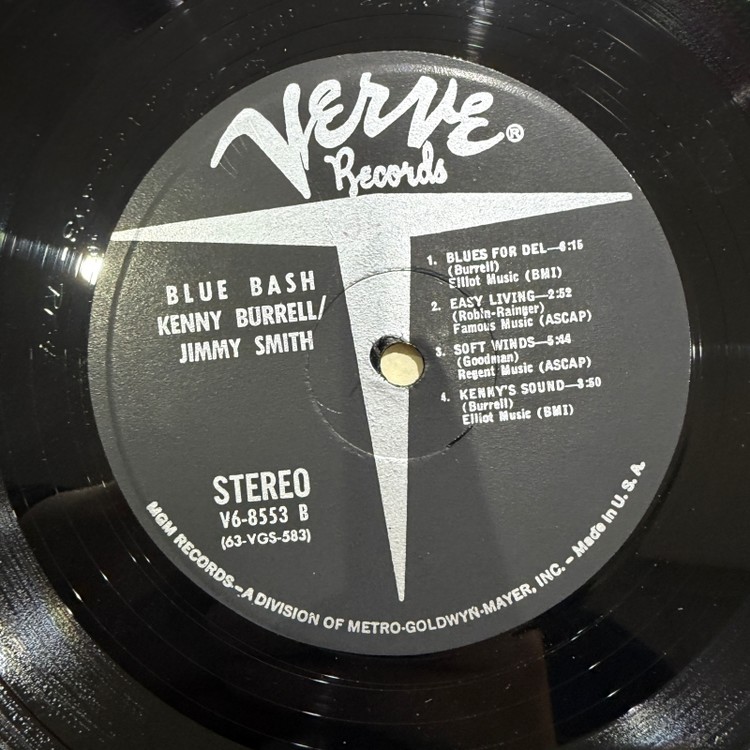 Verve®
Records
BLUE BASH
KENNY BURRELL/
JIMMY SMITH
1. BLUES FOR DEL—6:15
(Burrell)
Elliot Music (BMI)
2. EASY LIVING—2:52
(Robin-Rainger)
Famous Music (ASCAP)
3. SOFT WINDS—5:44
(Goodman)
Regent Music (ASCAP)
4. KENNY'S SOUND—3:50
(Burrell)
Elliot Music (BMI)
STEREO
V6-8553 B
(63-VGS-583)
MGM RECORDS—A DIVISION OF METRO-GOLDWYN-MAYER, INC. – Made in U. S. A.